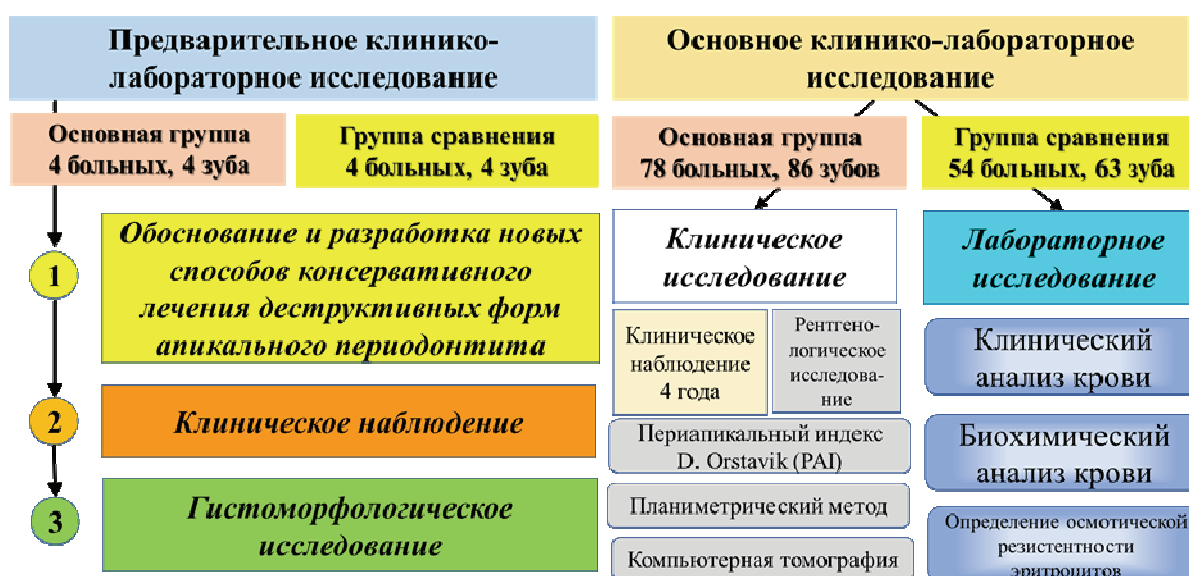 Предварительное клинико-
лабораторное исследование
Основная группа
4 больных, 4 зуба
Группа сравнения
4 больных, 4 зуба
1
Обоснование и разработка новых
способов консервативного
лечения деструктивных форм
апикального периодонтита
2
Клиническое наблюдение
3
Гистоморфологическое
исследование
Основное клинико-лабораторное
исследование
Основная группа
78 больных, 86 зубов
Группа сравнения
54 больных, 63 зуба
Клиническое
исследование
Клиническое
наблюдение
4 года
Рентгено-
логическое
исследова-
ние
Периапикальный индекс
D. Orstavik (PAI)
Планиметрический метод
Компьютерная томография
Лабораторное
исследование
Клинический
анализ крови
Биохимический
анализ крови
Определение осмотической
резистентности
эритроцитов